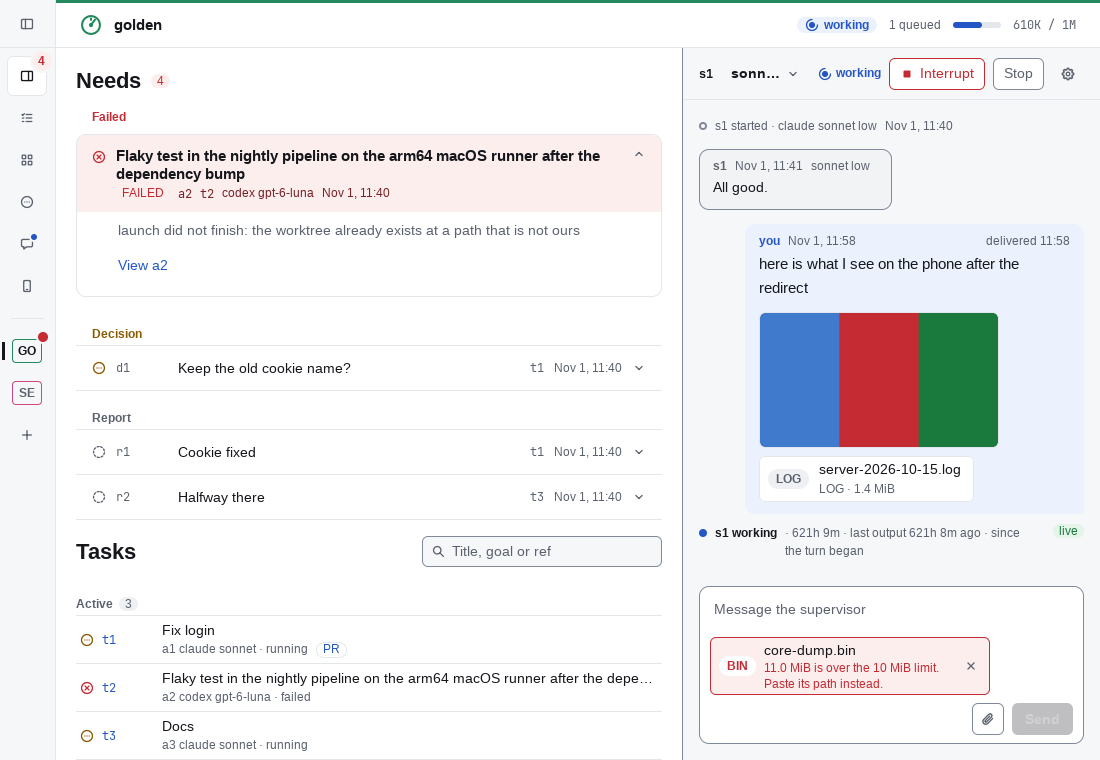 golden
working
1 queued
610K / 1M
4
GO
SE
Needs 4
Failed
Flaky test in the nightly pipeline on the arm64 macOS runner after the
dependency bump
FAILED a2 t2 codex gpt-6-luna Nov 1, 11:40
launch did not finish: the worktree already exists at a path that is not ours
View a2
Decision
d1 Keep the old cookie name? t1 Nov 1, 11:40
Report
r1 Cookie fixed t1 Nov 1, 11:40
r2 Halfway there t3 Nov 1, 11:40
Tasks
Title, goal or ref
Active 3
t1 Fix login
a1 claude sonnet · running PR
t2 Flaky test in the nightly pipeline on the arm64 macOS runner after the depe…
a2 codex gpt-6-luna · failed
t3 Docs
a3 claude sonnet · running
s1 sonn… working Interrupt Stop
s1 started · claude sonnet low Nov 1, 11:40
s1 Nov 1, 11:41 sonnet low
All good.
you Nov 1, 11:58 delivered 11:58
here is what I see on the phone after the
redirect
LOG server-2026-10-15.log
LOG · 1.4 MiB
s1 working · 621h 9m · last output 621h 8m ago · since
the turn began
live
Message the supervisor
BIN core-dump.bin
11.0 MiB is over the 10 MiB limit.
Paste its path instead.
Send